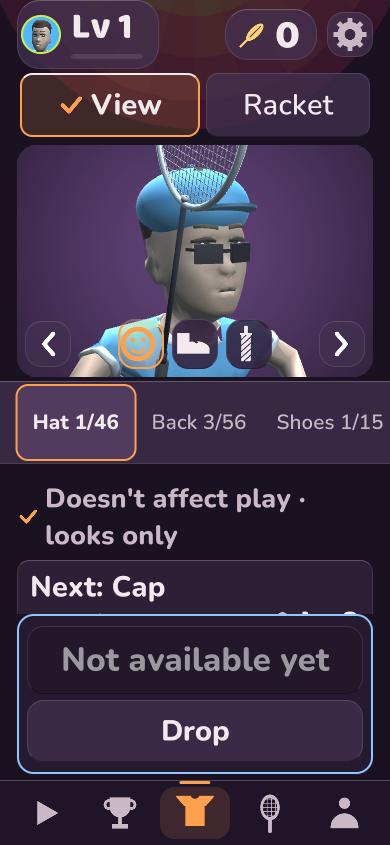 Lv 1
0
View
Racket
Hat 1/46
Back 3/56
Shoes 1/15
Doesn't affect play ·
looks only
Next: Cap
Not available yet
Drop